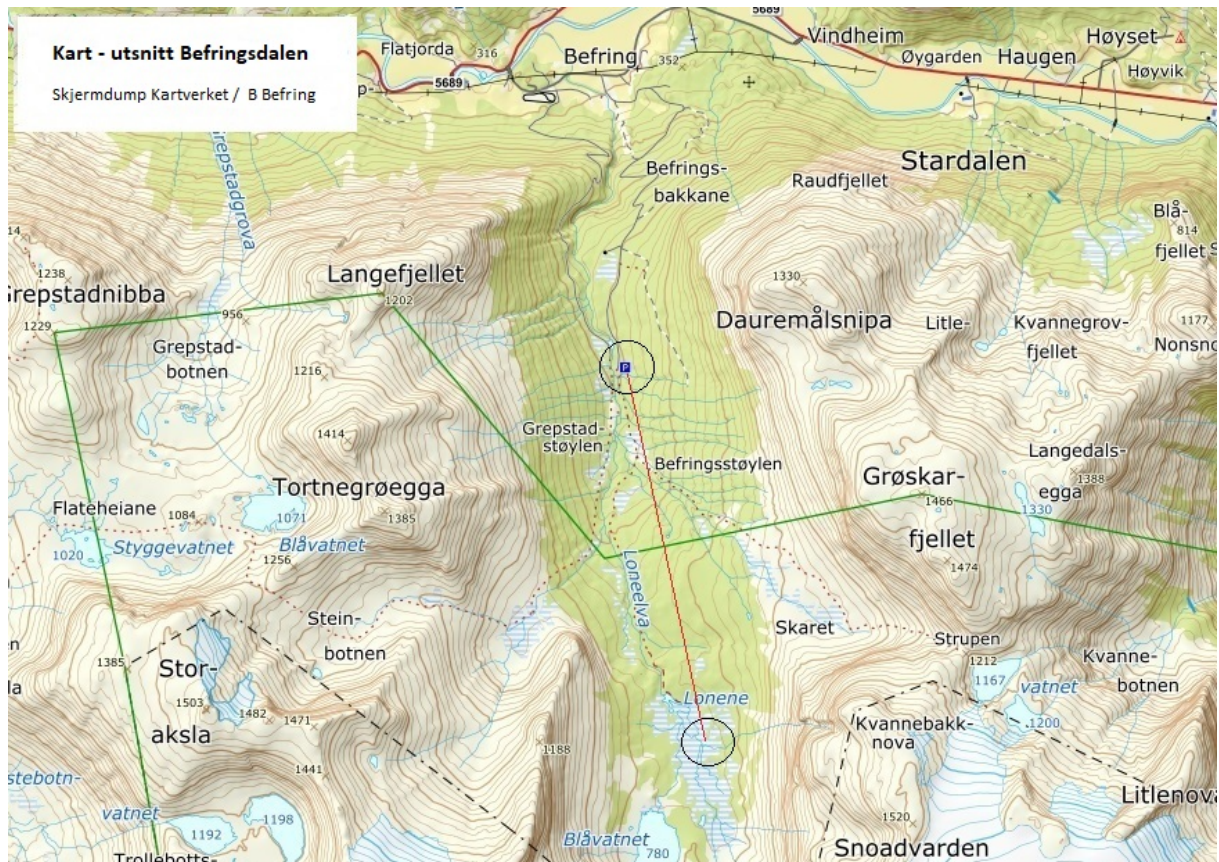 Kart - utsnitt Befringsdalen
Skjermdump Kartverket / B Befring
5689
Vindheim
Høyset
Flatjorda
316
Befring
352
Øygarden
Haugen
Høyvik
5689
Grepstadgrova
Befrings-
bakkane
Raudfjellet
Stardalen
Blå-
fjellet
814
1238
Grepstadnibba
1229
Langefjellet
1202
956
Grepstad-
botnen
1330
Dauremålsnipa
Litle-
Kvannegrov-
fjellet
1177
P
1216
1414
Grepstad-
støylen
Befringsstøylen
Langedals-
egga
1388
Grøskar-
fjellet
1466
1330
1474
Tortnegrøegga
1385
Flateheiane
1084
1071
1020
Styggevatnet
Blåvatnet
1256
Loneelva
Stein-
botnen
Skaret
Strupen
1212
1167
vatnet
1200
Kvanne-
botnen
1385
Stor-
aksla
1503
1482
1471
Lonene
1188
Kvannebakk-
nova
1441
vatnet
1192
1198
Litlenova
1520
Blåvatnet
780
Snoadvarden